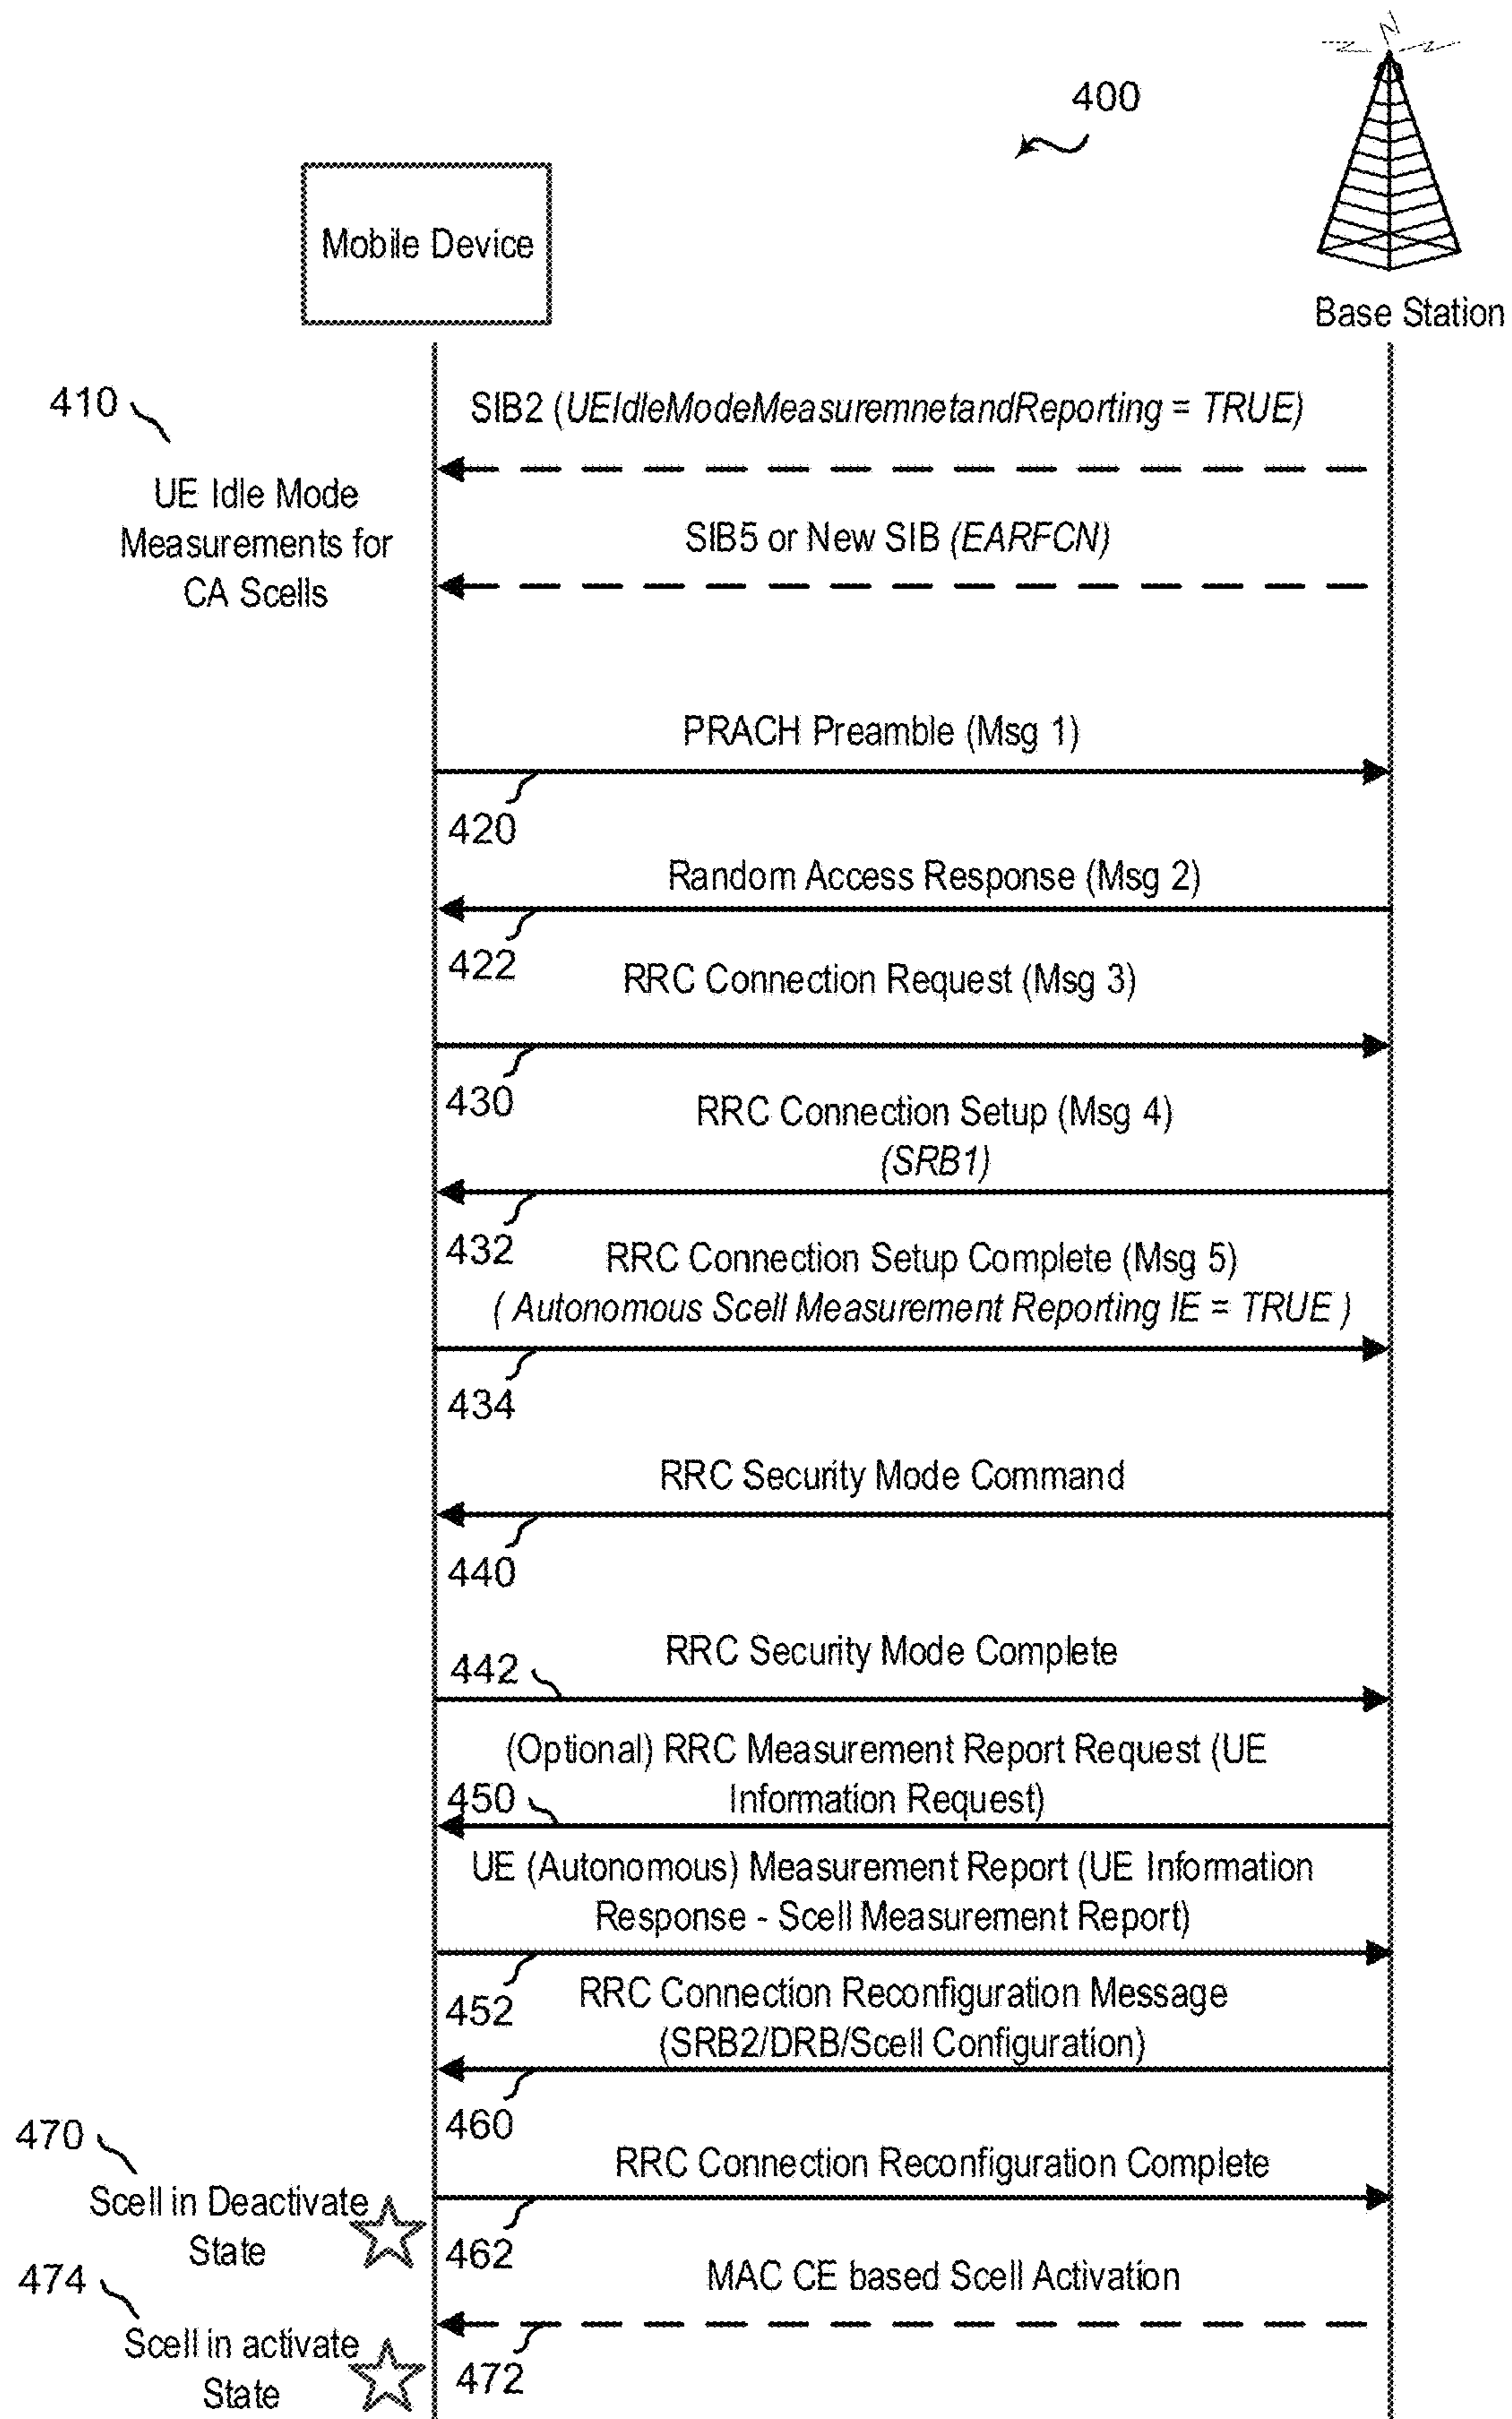 400
Mobile Device
Base Station
410
SIB2 (UEIdleModeMeasuremnetandReporting = TRUE)
UE Idle Mode
Measurements for
CA Scells
SIB5 or New SIB (EARFCN)
PRACH Preamble (Msg 1)
420
Random Access Response (Msg 2)
422
RRC Connection Request (Msg 3)
430
RRC Connection Setup (Msg 4)
(SRB1)
432
RRC Connection Setup Complete (Msg 5)
( Autonomous Scell Measurement Reporting IE = TRUE )
434
RRC Security Mode Command
440
RRC Security Mode Complete
442
(Optional) RRC Measurement Report Request (UE
Information Request)
450
UE (Autonomous) Measurement Report (UE Information
Response - Scell Measurement Report)
452
RRC Connection Reconfiguration Message
(SRB2/DRB/Scell Configuration)
460
470
RRC Connection Reconfiguration Complete
Scell in Deactivate
State
462
474
MAC CE based Scell Activation
Scell in activate
State
472